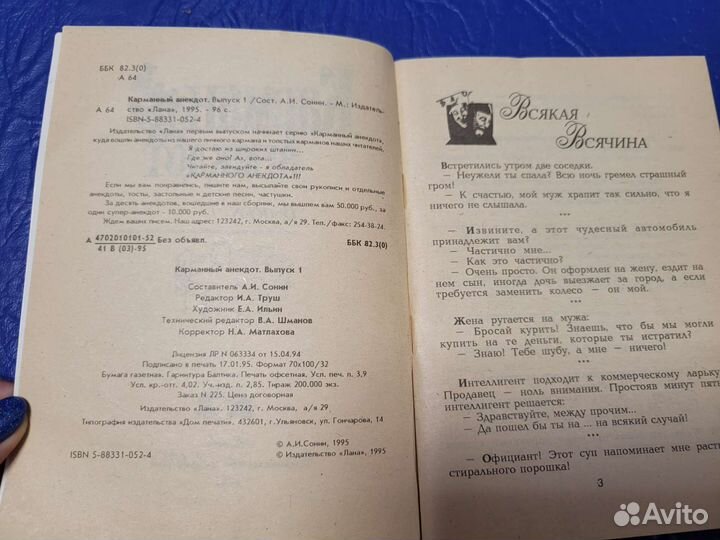 ББК 82.3(0)
А 64
Карманный анекдот. Выпуск 1 /Сост. А.И. Сонин. - М.: Издатель-
А 64 ство «Лана», 1995. - 96 с.
ISBN-5-88331-052-4
Издательство «Лана» первым выпуском начинает серию «Карманный анекдот»,
куда вошли анекдоты из нашего личного кармана и толстых карманов наших читателей.
Я достаю из широких штанин...
Где же оно! Аз, вота...
Читайте, завидуйте - я обладатель
«КАРМАННОГО АНЕКДОТА»!!!
Если мы вам понравились, пишите нам, высылайте свои рукописи и отдельные
анекдоты, тосты, застольные и детские песни, частушки.
За десять анекдотов, вошедшие в наш сборник, мы вышлем вам 50.000 руб., за
один супер-анекдот - 10.000 руб.
Ждем ваших писем. Наш адрес: 123242, г. Москва, а/я 29. Тел./факс: 254-38-24.
А 4702010101-52 Без объявл. ББК 82.3(0)
41 В (03)-95
Карманный анекдот. Выпуск 1
Составитель А.И. Сонин
Редактор И.А. Труш
Художник Е.А. Ильин
Технический редактор В.А. Шманов
Корректор Н.А. Матлахова
Лицензия ЛР N 063334 от 15.04.94
Подписано в печать 17.01.95. Формат 70x100/32
Бумага газетная. Гарнитура Балтика. Печать офсетная. Усл. печ. л. 3,9
Усл. кр.-отт. 4,02. Уч.-изд. л. 2,85. Тираж 200.000 экз.
Заказ N 225. Цена договорная
Издательство «Лана». 123242, г. Москва, а/я 29.
Типография издательства «Дом печати». 432601, г.Ульяновск, ул. Гончарова, 14
© А.И.Сонин, 1995
ISBN 5-88331-052-4 © Издательство «Лана», 1995
Всякая
Всячина
Встретились утром две соседки.
— Неужели ты спала? Всю ночь гремел страшный
гром!
— К счастью, мой муж храпит так сильно, что я
ничего не слышала.
***
— Извините, а этот чудесный автомобиль
принадлежит вам?
— Частично мне...
— Как это частично?
— Очень просто. Он оформлен на жену, ездит на
нем сын, иногда дочь выезжает за город, а если
требуется заменить колесо — он мой.
***
Жена ругается на мужа:
— Бросай курить! Знаешь, что бы мы могли
купить на те деньги, которые ты истратил?
— Знаю! Тебе шубу, а мне — ничего!
***
Интеллигент подходит к коммерческому ларьку.
Продавец — ноль внимания. Простояв минут пять
интеллигент решается:
— Здравствуйте, между прочим...
— Да пошел бы ты на ... на всякий случай!
***
— Официант! Этот суп напоминает мне
стирального порошка!
3
Avito